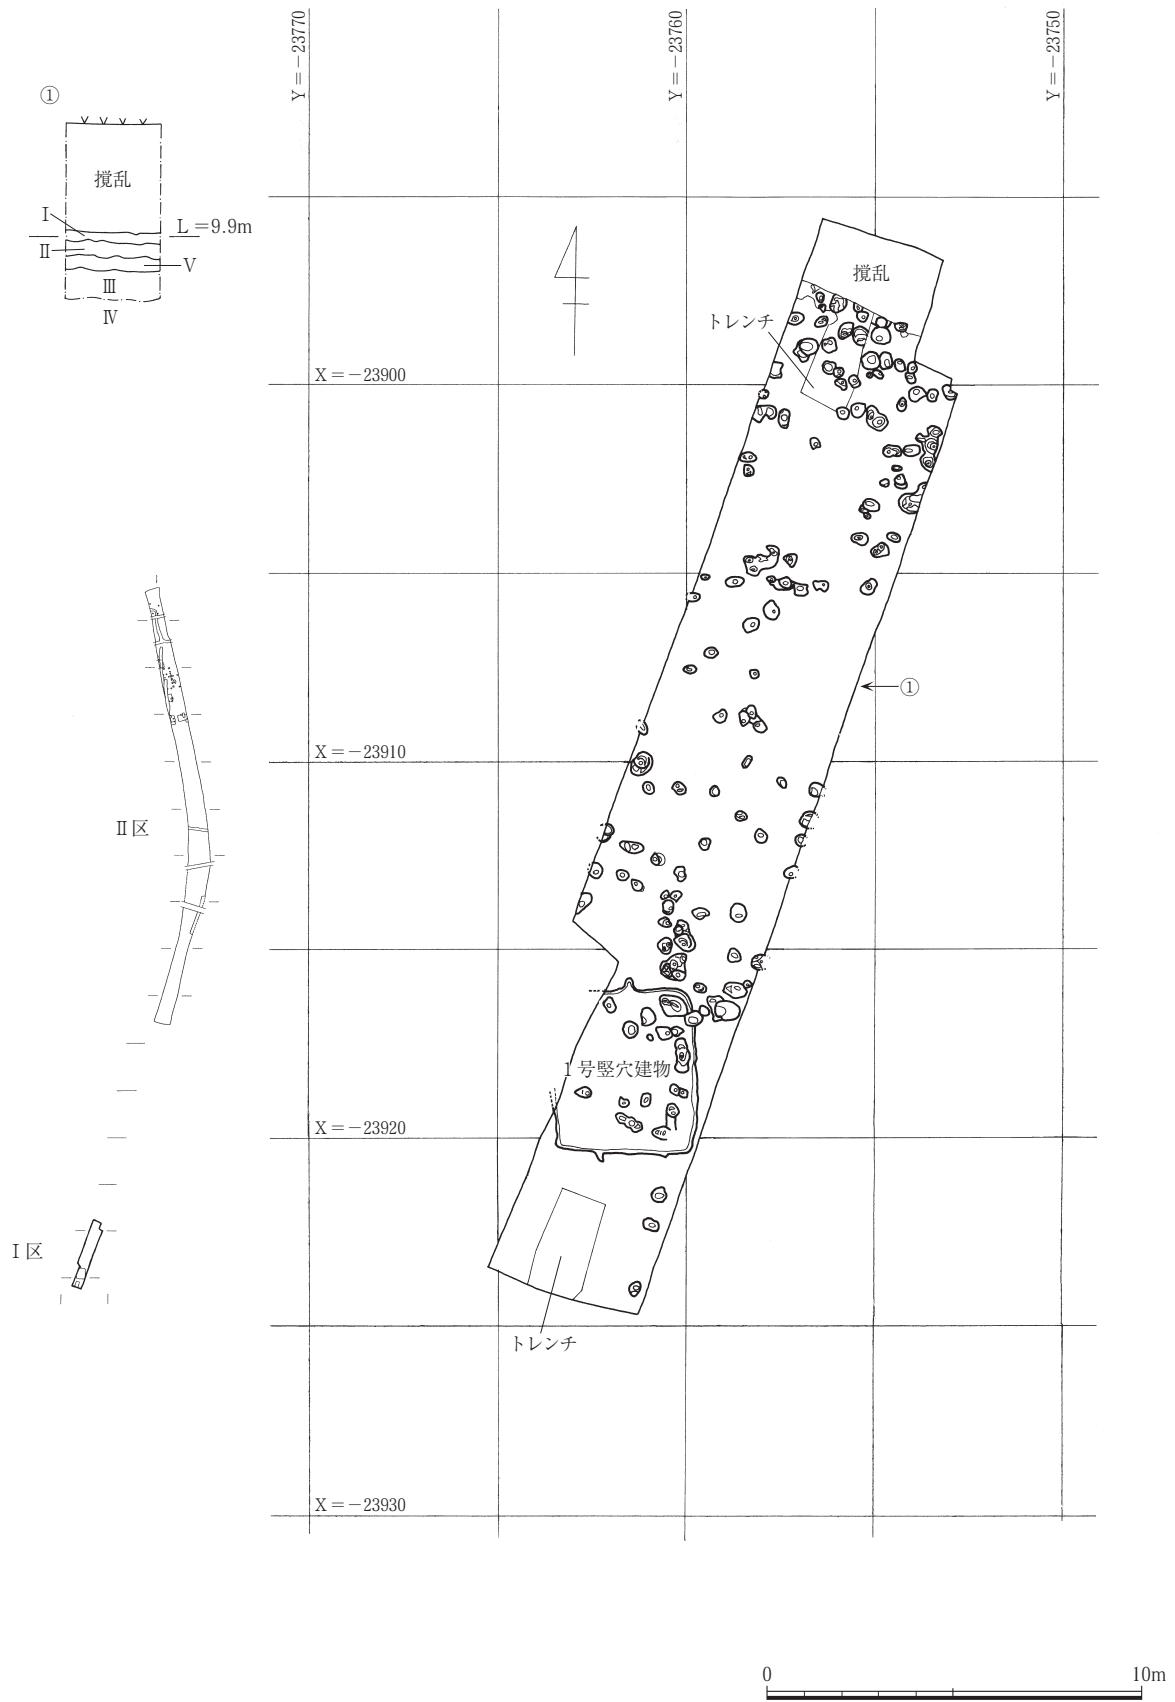 Y＝－23770
Y＝－23760
Y＝－23750
①
撹乱
Ⅰ
L＝9.9m
Ⅱ
Ⅴ
Ⅲ
Ⅳ
撹乱
トレンチ
X＝－23900
①
X＝－23910
Ⅱ区
1号竪穴建物
X＝－23920
Ⅰ区
トレンチ
X＝－23930
0
10m